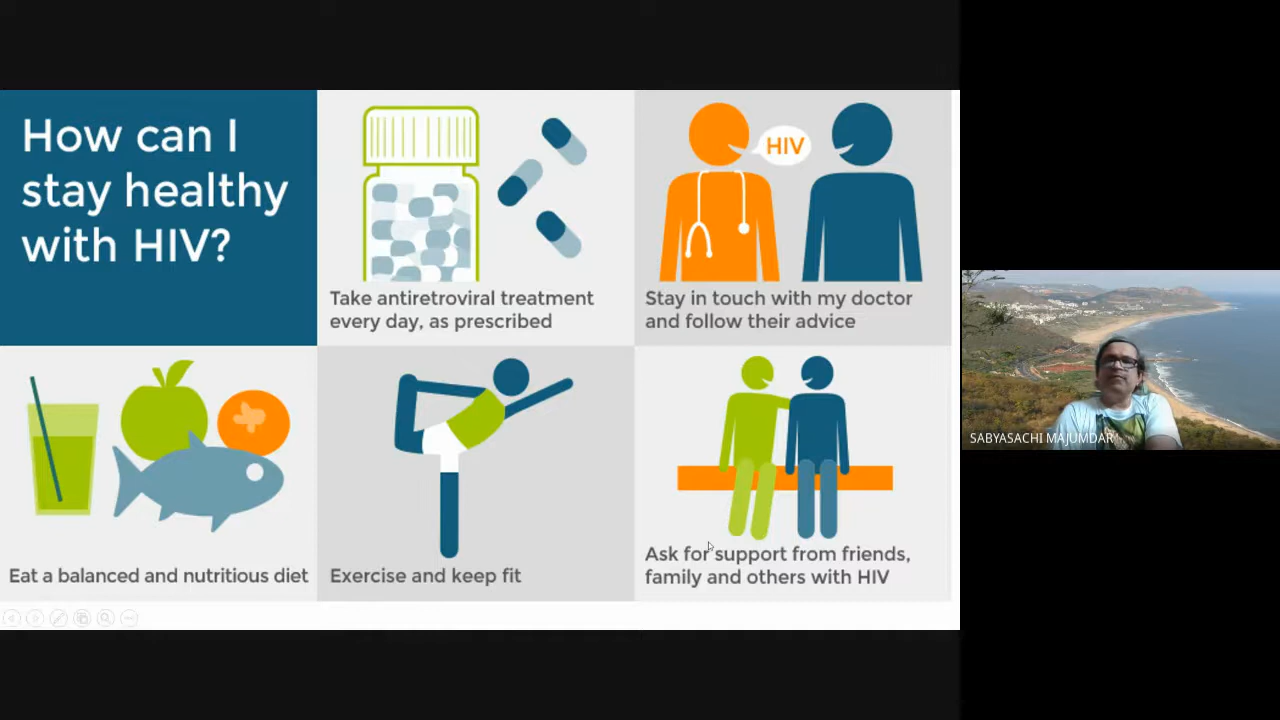 How can I
stay healthy
with HIV?
HIV
Take antiretroviral treatment
every day, as prescribed
Stay in touch with my doctor
and follow their advice
Eat a balanced and nutritious diet
Exercise and keep fit
Ask for support from friends,
family and others with HIV
SABYASACHI MAJUMDAR